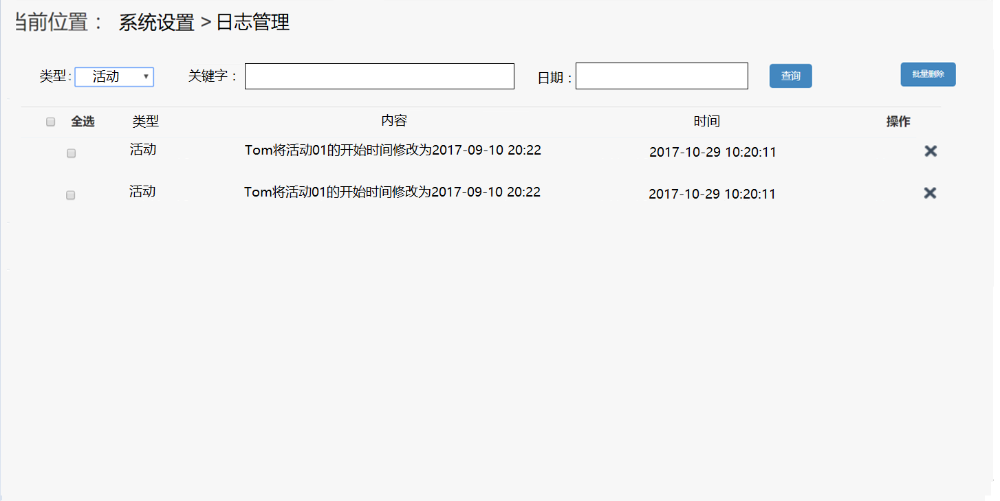 当前位置： 系统设置 > 日志管理
类型: 活动 关键字： 日期： 查询 批量删除
全选 类型 内容 时间 操作
活动 Tom将活动01的开始时间修改为2017-09-10 20:22 2017-10-29 10:20:11
活动 Tom将活动01的开始时间修改为2017-09-10 20:22 2017-10-29 10:20:11